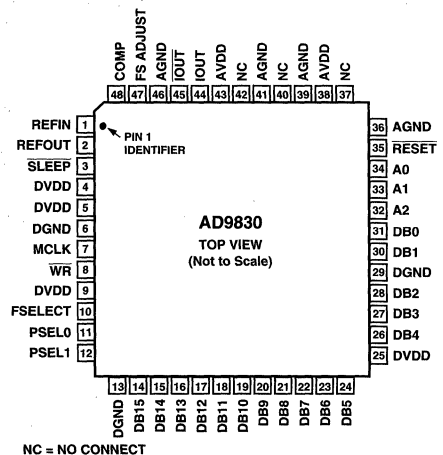 COMP
FS ADJUST
AGND
I̅O̅U̅T̅
IOUT
AVDD
NC
AGND
NC
AGND
AVDD
NC
48 47 46 45 44 43 42 41 40 39 38 37
REFIN 1
REFOUT 2
S̅L̅E̅E̅P̅ 3
DVDD 4
DVDD 5
DGND 6
MCLK 7
W̅R̅ 8
DVDD 9
FSELECT 10
PSEL0 11
PSEL1 12
PIN 1
IDENTIFIER
AD9830
TOP VIEW
(Not to Scale)
36 AGND
35 R̅E̅S̅E̅T̅
34 A0
33 A1
32 A2
31 DB0
30 DB1
29 DGND
28 DB2
27 DB3
26 DB4
25 DVDD
13 14 15 16 17 18 19 20 21 22 23 24
DGND
DB15
DB14
DB13
DB12
DB11
DB10
DB9
DB8
DB7
DB6
DB5
NC = NO CONNECT